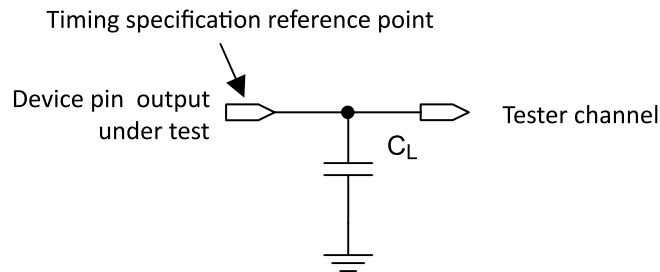 Timing specification reference point
Device pin output
under test
Tester channel
CL